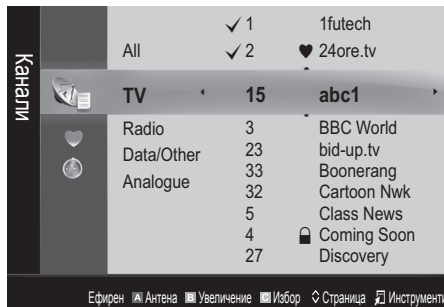 Канали
✓ 1 1futech
All ✓ 2 ♥ 24ore.tv
TV 15 abc1
Radio 3 BBC World
Data/Other 23 bid-up.tv
Analogue 33 Boonerang
32 Cartoon Nwk
5 Class News
4 Coming Soon
27 Discovery
Ефирен A Антена B Увеличение C Избор Страница Инструменти